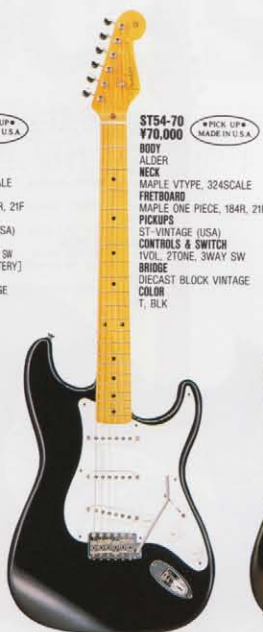 UP●
U.S.A
ALE
R, 21F
SA)
SW
TERY]
GE
ST54-70
¥70,000
●PICK UP●
MADE IN U.S.A
BODY
ALDER
NECK
MAPLE VTYPE, 324SCALE
FRETBOARD
MAPLE ONE PIECE, 184R, 21F
PICKUPS
ST-VINTAGE (USA)
CONTROLS & SWITCH
1VOL, 2TONE, 3WAY SW
BRIDGE
DIECAST BLOCK VINTAGE
COLOR
T, BLK
Fender